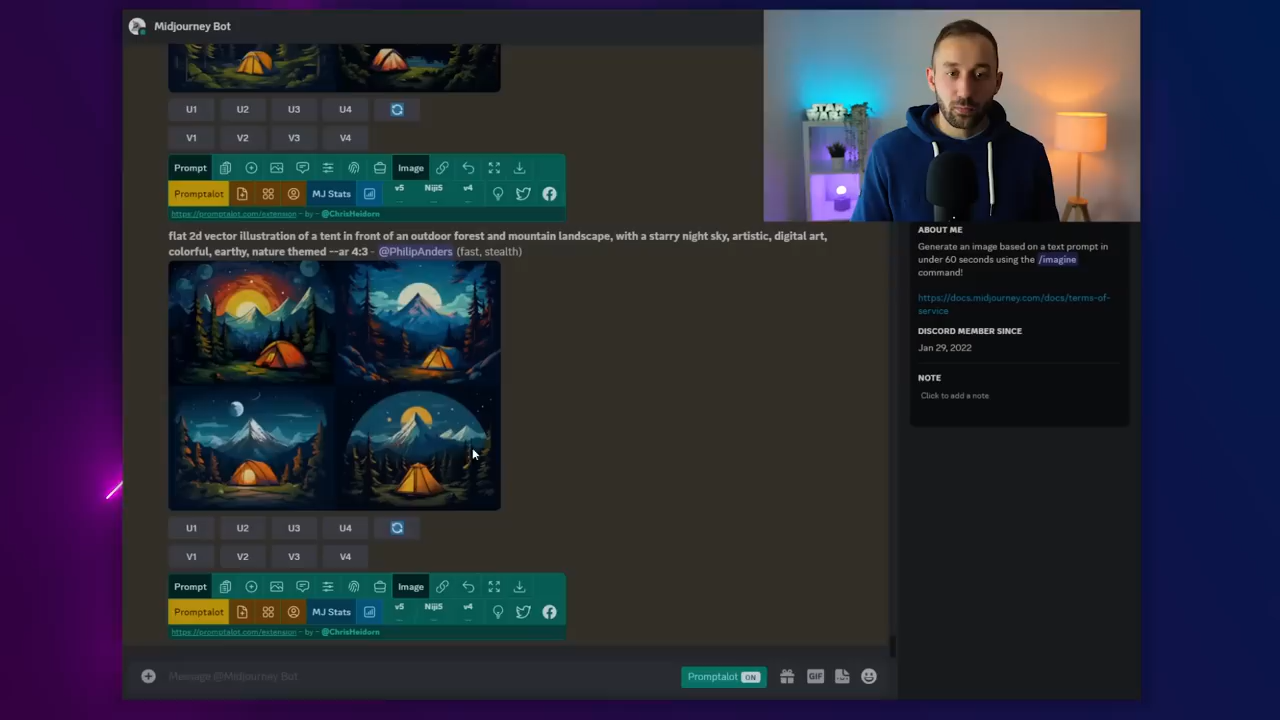 Midjourney Bot
STAR
WARS
U1 U2 U3 U4
V1 V2 V3 V4
Prompt Image
Promptalot MJ Stats v5 Niji5 v4
https://promptalot.com/extension – by – @ChrisHeidorn
flat 2d vector illustration of a tent in front of an outdoor forest and mountain landscape, with a starry night sky, artistic, digital art,
colorful, earthy, nature themed --ar 4:3 - @PhilipAnders (fast, stealth)
U1 U2 U3 U4
V1 V2 V3 V4
Prompt Image
Promptalot MJ Stats v5 Niji5 v4
https://promptalot.com/extension – by – @ChrisHeidorn
Message @Midjourney Bot
Promptalot ON
GIF
ABOUT ME
Generate an image based on a text prompt in
under 60 seconds using the /imagine
command!
https://docs.midjourney.com/docs/terms-of-
service
DISCORD MEMBER SINCE
Jan 29, 2022
NOTE
Click to add a note